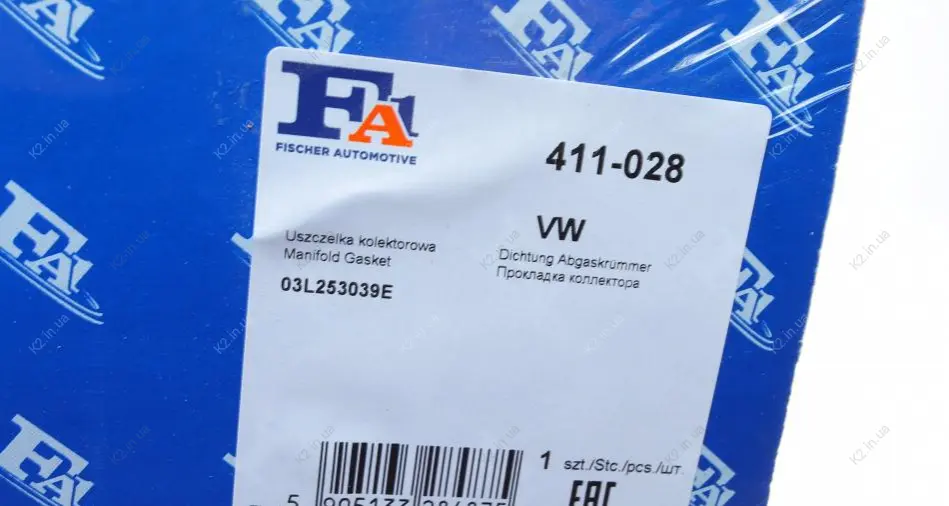 FA1
FISCHER AUTOMOTIVE
411-028
VW
Uszczelka kolektorowa
Manifold Gasket
Dichtung Abgaskrümmer
Прокладка коллектора
03L253039E
1 szt./Stc./pcs./шт.
EAC
K2.in.ua